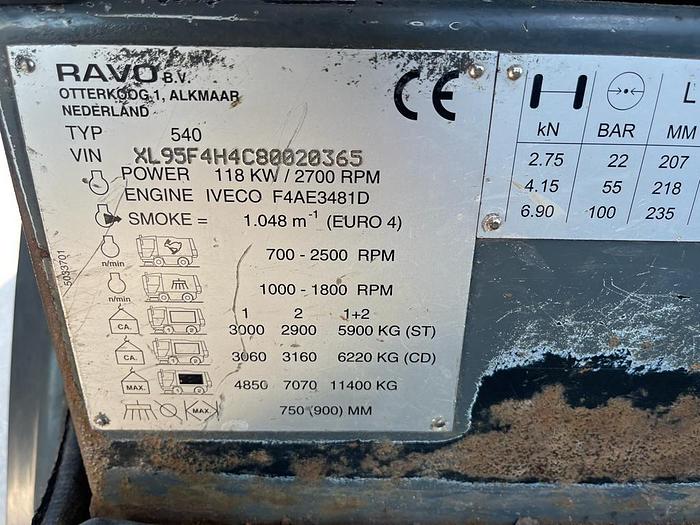 RAVO B.V.
OTTERKOOG 1, ALKMAAR
NEDERLAND
TYP 540
VIN XL95F4H4C80020365
POWER 118 KW / 2700 RPM
ENGINE IVECO F4AE3481D
SMOKE = 1.048 m⁻¹ (EURO 4)
n/min 700 - 2500 RPM
n/min 1000 - 1800 RPM
1 2 1+2
CA. 3000 2900 5900 KG (ST)
CA. 3060 3160 6220 KG (CD)
MAX. 4850 7070 11400 KG
MAX 750 (900) MM
5033701
CE
L
kN BAR MM
2.75 22 207
4.15 55 218
6.90 100 235